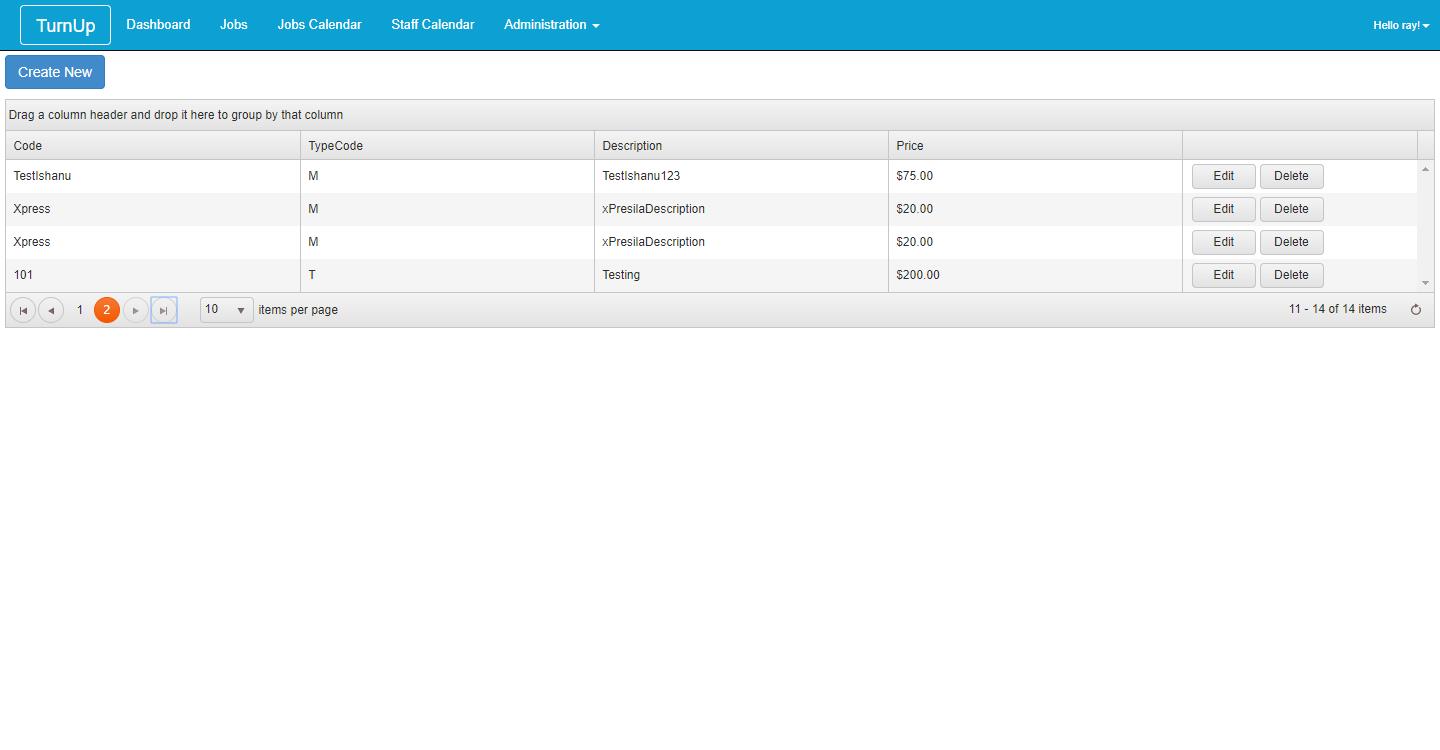 TurnUp Dashboard Jobs Jobs Calendar Staff Calendar Administration Hello ray!
Create New
Drag a column header and drop it here to group by that column
Code TypeCode Description Price
TestIshanu M TestIshanu123 $75.00 Edit Delete
Xpress M xPresilaDescription $20.00 Edit Delete
Xpress M xPresilaDescription $20.00 Edit Delete
101 T Testing $200.00 Edit Delete
1 2 10 items per page 11 - 14 of 14 items